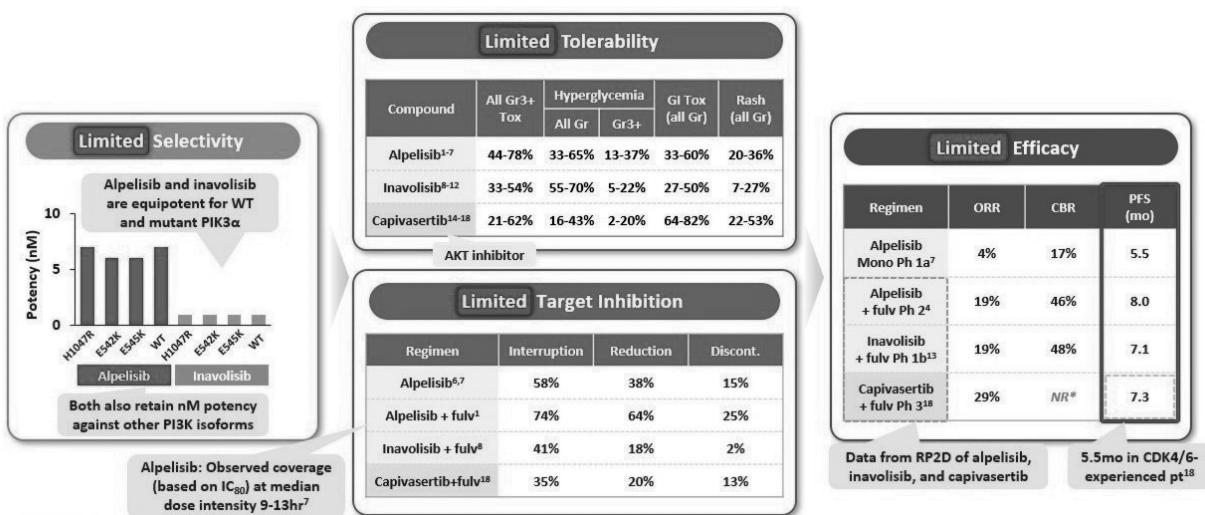 Limited Selectivity
Alpelisib and inavolisib
are equipotent for WT
and mutant PIK3α
Potency (nM)
10
5
0
H1047R E542K E545K WT H1047R E542K E545K WT
Alpelisib Inavolisib
Both also retain nM potency
against other PI3K isoforms
Limited Tolerability
Compound All Gr3+ Tox Hyperglycemia GI Tox (all Gr) Rash (all Gr)
All Gr Gr3+
Alpelisib1-7 44-78% 33-65% 13-37% 33-60% 20-36%
Inavolisib8-12 33-54% 55-70% 5-22% 27-50% 7-27%
Capivasertib14-18 21-62% 16-43% 2-20% 64-82% 22-53%
AKT inhibitor
Limited Target Inhibition
Regimen Interruption Reduction Discont.
Alpelisib6,7 58% 38% 15%
Alpelisib + fulv1 74% 64% 25%
Inavolisib + fulv8 41% 18% 2%
Capivasertib+fulv18 35% 20% 13%
Alpelisib: Observed coverage
(based on IC80) at median
dose intensity 9-13hr7
Limited Efficacy
Regimen ORR CBR PFS (mo)
Alpelisib
Mono Ph 1a7 4% 17% 5.5
Alpelisib
+ fulv Ph 24 19% 46% 8.0
Inavolisib
+ fulv Ph 1b13 19% 48% 7.1
Capivasertib
+ fulv Ph 318 29% NR* 7.3
Data from RP2D of alpelisib,
inavolisib, and capivasertib
5.5mo in CDK4/6-
experienced pt18